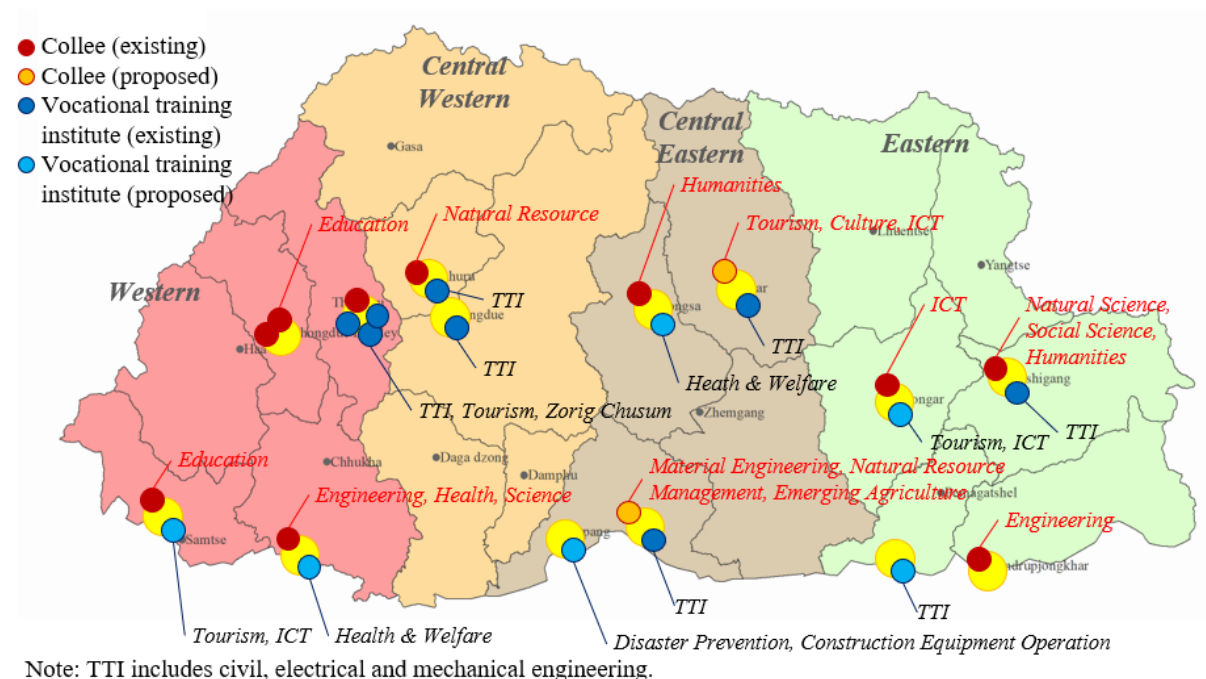 Collee (existing)
Collee (proposed)
Vocational training
institute (existing)
Vocational training
institute (proposed)
Central
Western
Central
Eastern
Eastern
Western
Gasa
Humanities
Natural Resource
Education
Tourism, Culture, ICT
Lhuentse
Yangtse
TTI
ICT
Natural Science,
Social Science,
Humanities
Haa
TTI
TTI
Heath & Welfare
TTI, Tourism, Zorig Chusum
Zhemgang
Tourism, ICT
TTI
Education
Chhukha
Daga dzong
Damphu
Material Engineering, Natural Resource
Management, Emerging Agriculture
Engineering, Health, Science
Engineering
Samtse
TTI
TTI
Tourism, ICT
Health & Welfare
Disaster Prevention, Construction Equipment Operation
Note: TTI includes civil, electrical and mechanical engineering.